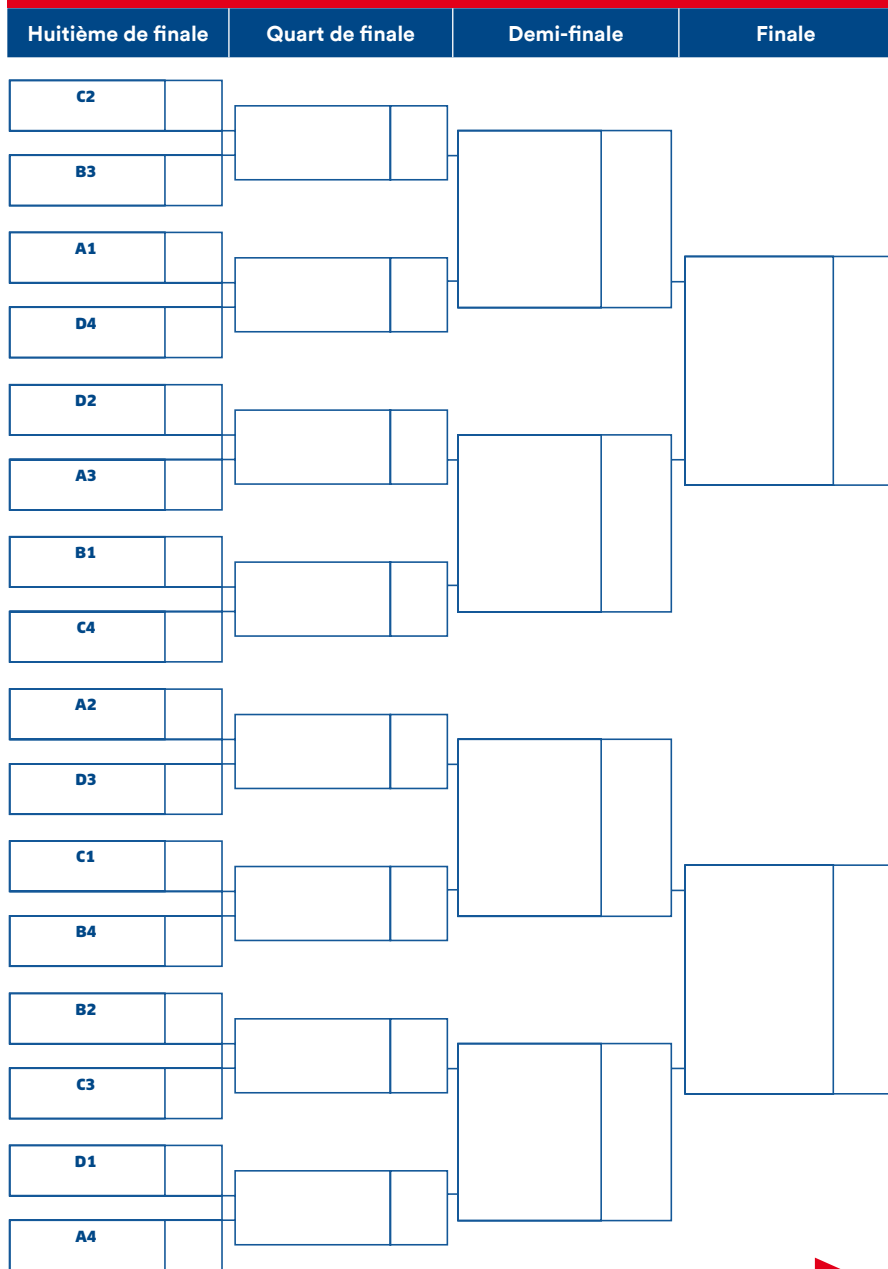 Huitième de finale Quart de finale Demi-finale Finale
C2
B3
A1
D4
D2
A3
B1
C4
A2
D3
C1
B4
B2
C3
D1
A4